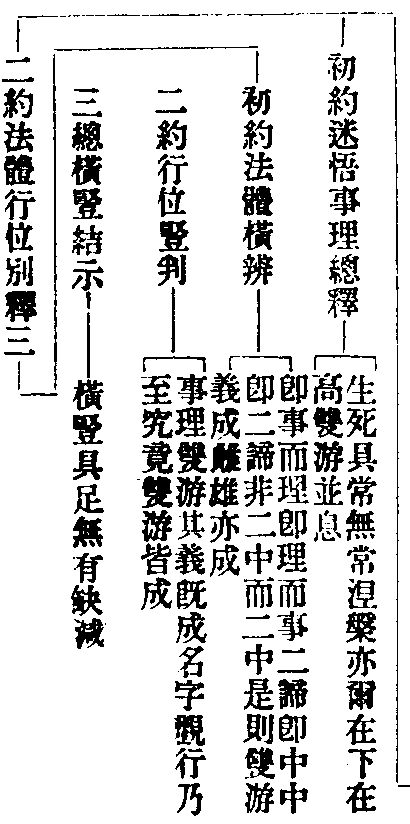 初約迷悟事理總釋
生死具常無常涅槃亦爾在下在
高雙游並息
二約法體行位別釋三
初約法體橫辨
即事而理即理而事二諦即中中
即二諦非二中而二中是則雙游
義成雌雄亦成
二約行位豎判
事理雙游其義既成名字觀行乃
至究竟雙游皆成
三總橫豎結示
橫豎具足無有缺減